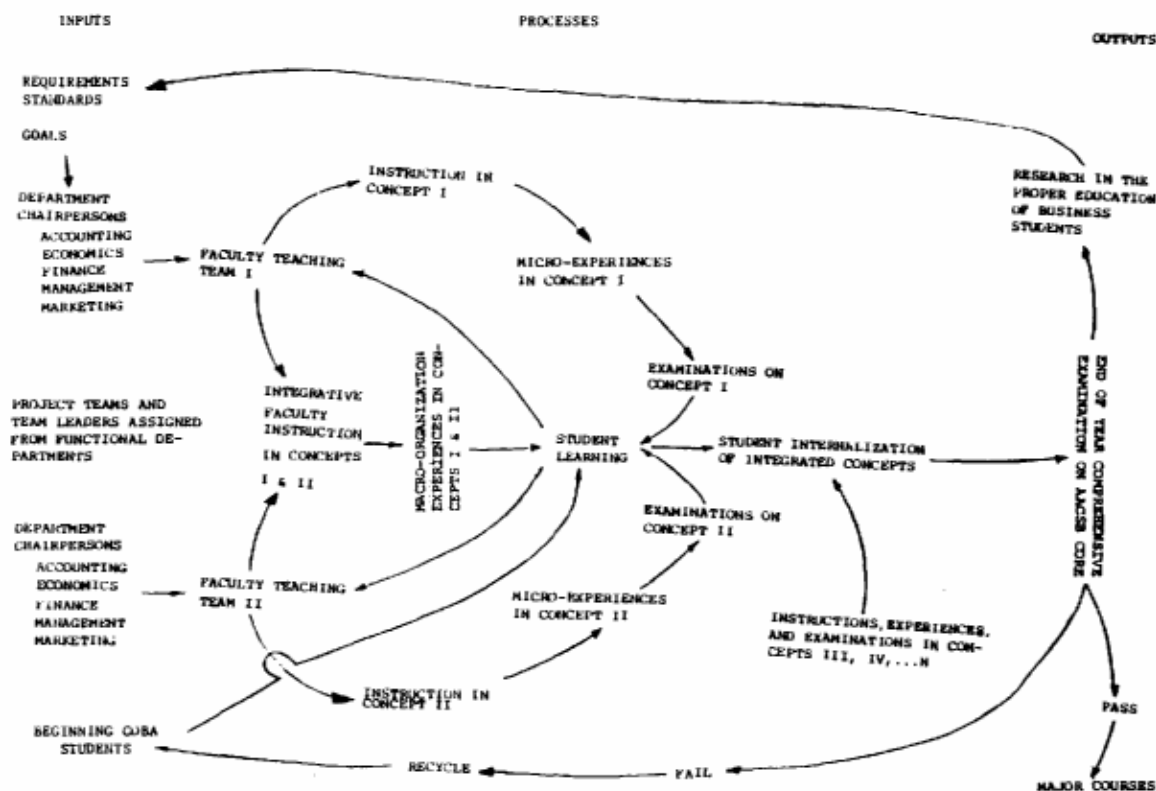 INPUTS
PROCESSES
OUTPUTS
REQUIREMENTS
STANDARDS
GOALS
DEPARTMENT
CHAIRPERSONS
ACCOUNTING
ECONOMICS
FINANCE
MANAGEMENT
MARKETING
FACULTY TEACHING
TEAM I
INSTRUCTION IN
CONCEPT I
MICRO-EXPERIENCES
IN CONCEPT I
EXAMINATIONS ON
CONCEPT I
RESEARCH IN THE
PROPER EDUCATION
OF BUSINESS
STUDENTS
PROJECT TEAMS AND
TEAM LEADERS ASSIGNED
FROM FUNCTIONAL DE-
PARTMENTS
INTEGRATIVE
FACULTY
INSTRUCTION
IN CONCEPTS
I & II
MACRO-ORGANIZATION
EXPERIENCES IN CON-
CEPTS I & II
STUDENT
LEARNING
STUDENT INTERNALIZATION
OF INTEGRATED CONCEPTS
END OF YEAR COMPREHENSIVE
EXAMINATION ON AACSB CORE
EXAMINATIONS ON
CONCEPT II
DEPARTMENT
CHAIRPERSONS
ACCOUNTING
ECONOMICS
FINANCE
MANAGEMENT
MARKETING
FACULTY TEACHING
TEAM II
MICRO-EXPERIENCES
IN CONCEPT II
INSTRUCTIONS, EXPERIENCES,
AND EXAMINATIONS IN CON-
CEPTS III, IV,...N
INSTRUCTION IN
CONCEPT II
BEGINNING COBA
STUDENTS
RECYCLE
FAIL
PASS
MAJOR COURSES